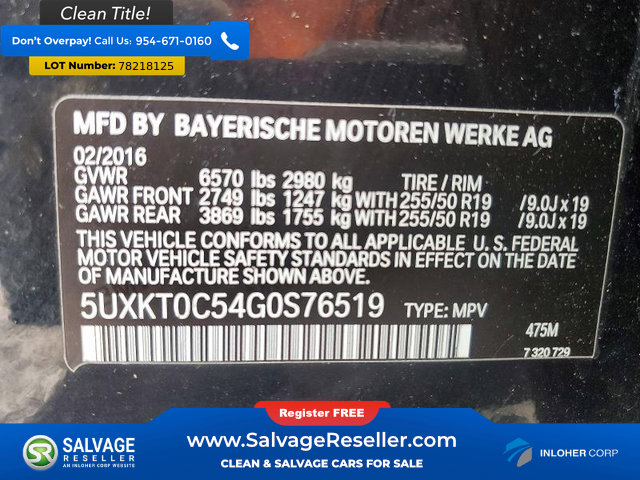 Clean Title!
Don't Overpay! Call us: 954-671-0160
LOT Number: 78218125
MFD BY BAYERISCHE MOTOREN WERKE AG
02/2016
GVWR 6570 lbs 2980 kg TIRE / RIM
GAWR FRONT 2749 lbs 1247 kg WITH 255/50 R19 /9.0J x 19
GAWR REAR 3869 lbs 1755 kg WITH 255/50 R19 /9.0J x 19
THIS VEHICLE CONFORMS TO ALL APPLICABLE U. S. FEDERAL
MOTOR VEHICLE SAFETY STANDARDS IN EFFECT ON THE DATE
OF MANUFACTURE SHOWN ABOVE.
5UXKT0C54G0S76519 TYPE: MPV
475M
7 320 729
Register FREE
SALVAGE
RESELLER
AN INLOHER CORP WEBSITE
www.SalvageReseller.com
CLEAN & SALVAGE CARS FOR SALE
INLOHER CORP